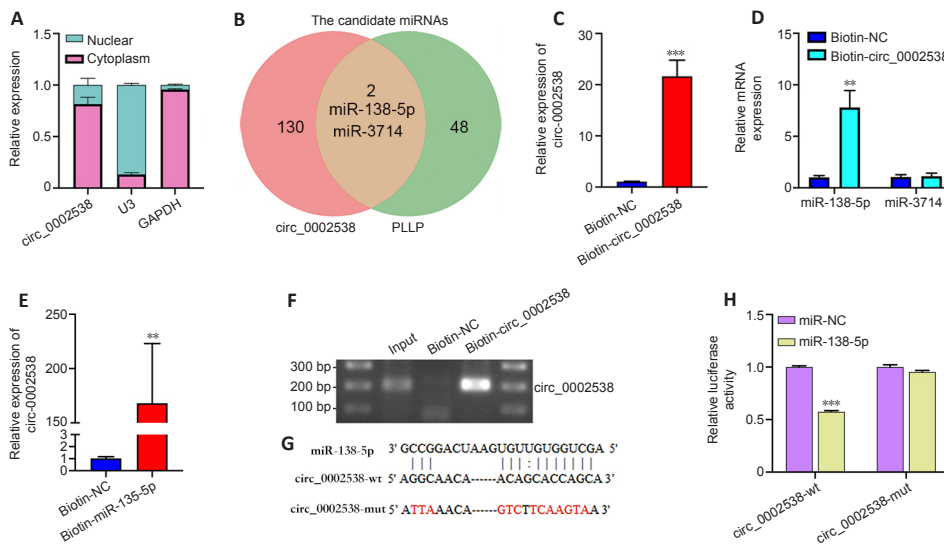 A
Relative expression
Nuclear
Cytoplasm
1.5
1.0
0.5
0.0
circ_0002538
U3
GAPDH
B
The candidate miRNAs
130
2
miR-138-5p
miR-3714
48
circ_0002538
PLLP
C
Relative expression of
circ-0002538
30
20
10
0
***
Biotin-NC
Biotin-circ_0002538
D
Relative mRNA
expression
Biotin-NC
Biotin-circ_0002538
15
10
5
0
**
miR-138-5p
miR-3714
E
Relative expression of
circ-0002538
250
200
150
100
50
4
3
2
1
0
**
Biotin-NC
Biotin-miR-135-5p
F
Input
Biotin-NC
Biotin-circ_0002538
300 bp
200 bp
100 bp
circ_0002538
G
miR-138-5p 3' GCCGGACUAAGUGUUGUGGUCGA 5'
circ_0002538-wt 5' AGGCAACA------ACAGCACCAGCA 3'
circ_0002538-mut 5' ATTAAACA------GTCTTCAAGTAA 3'
H
Relative luciferase
activity
miR-NC
miR-138-5p
1.5
1.0
0.5
0.0
***
circ_0002538-wt
circ_0002538-mut